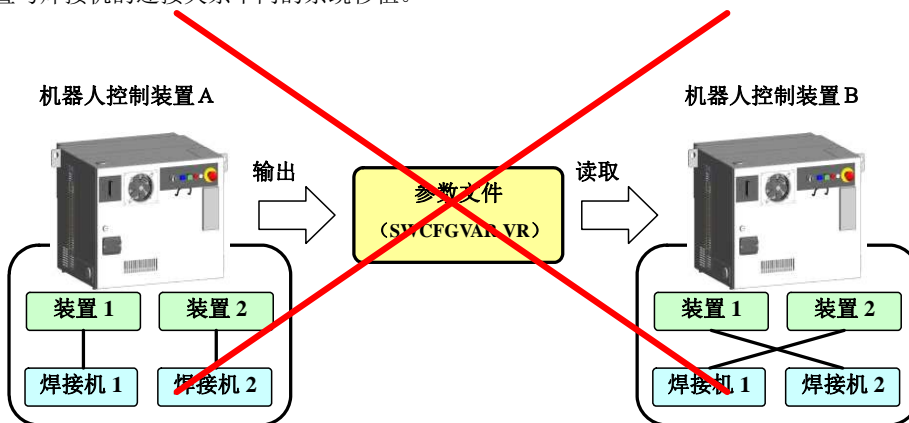 机器人控制装置A
机器人控制装置B
输出
参数文件
(SWCFGVAR.VR)
读取
装置 1
装置 2
焊接机 1
焊接机 2
装置 1
装置 2
焊接机 1
焊接机 2